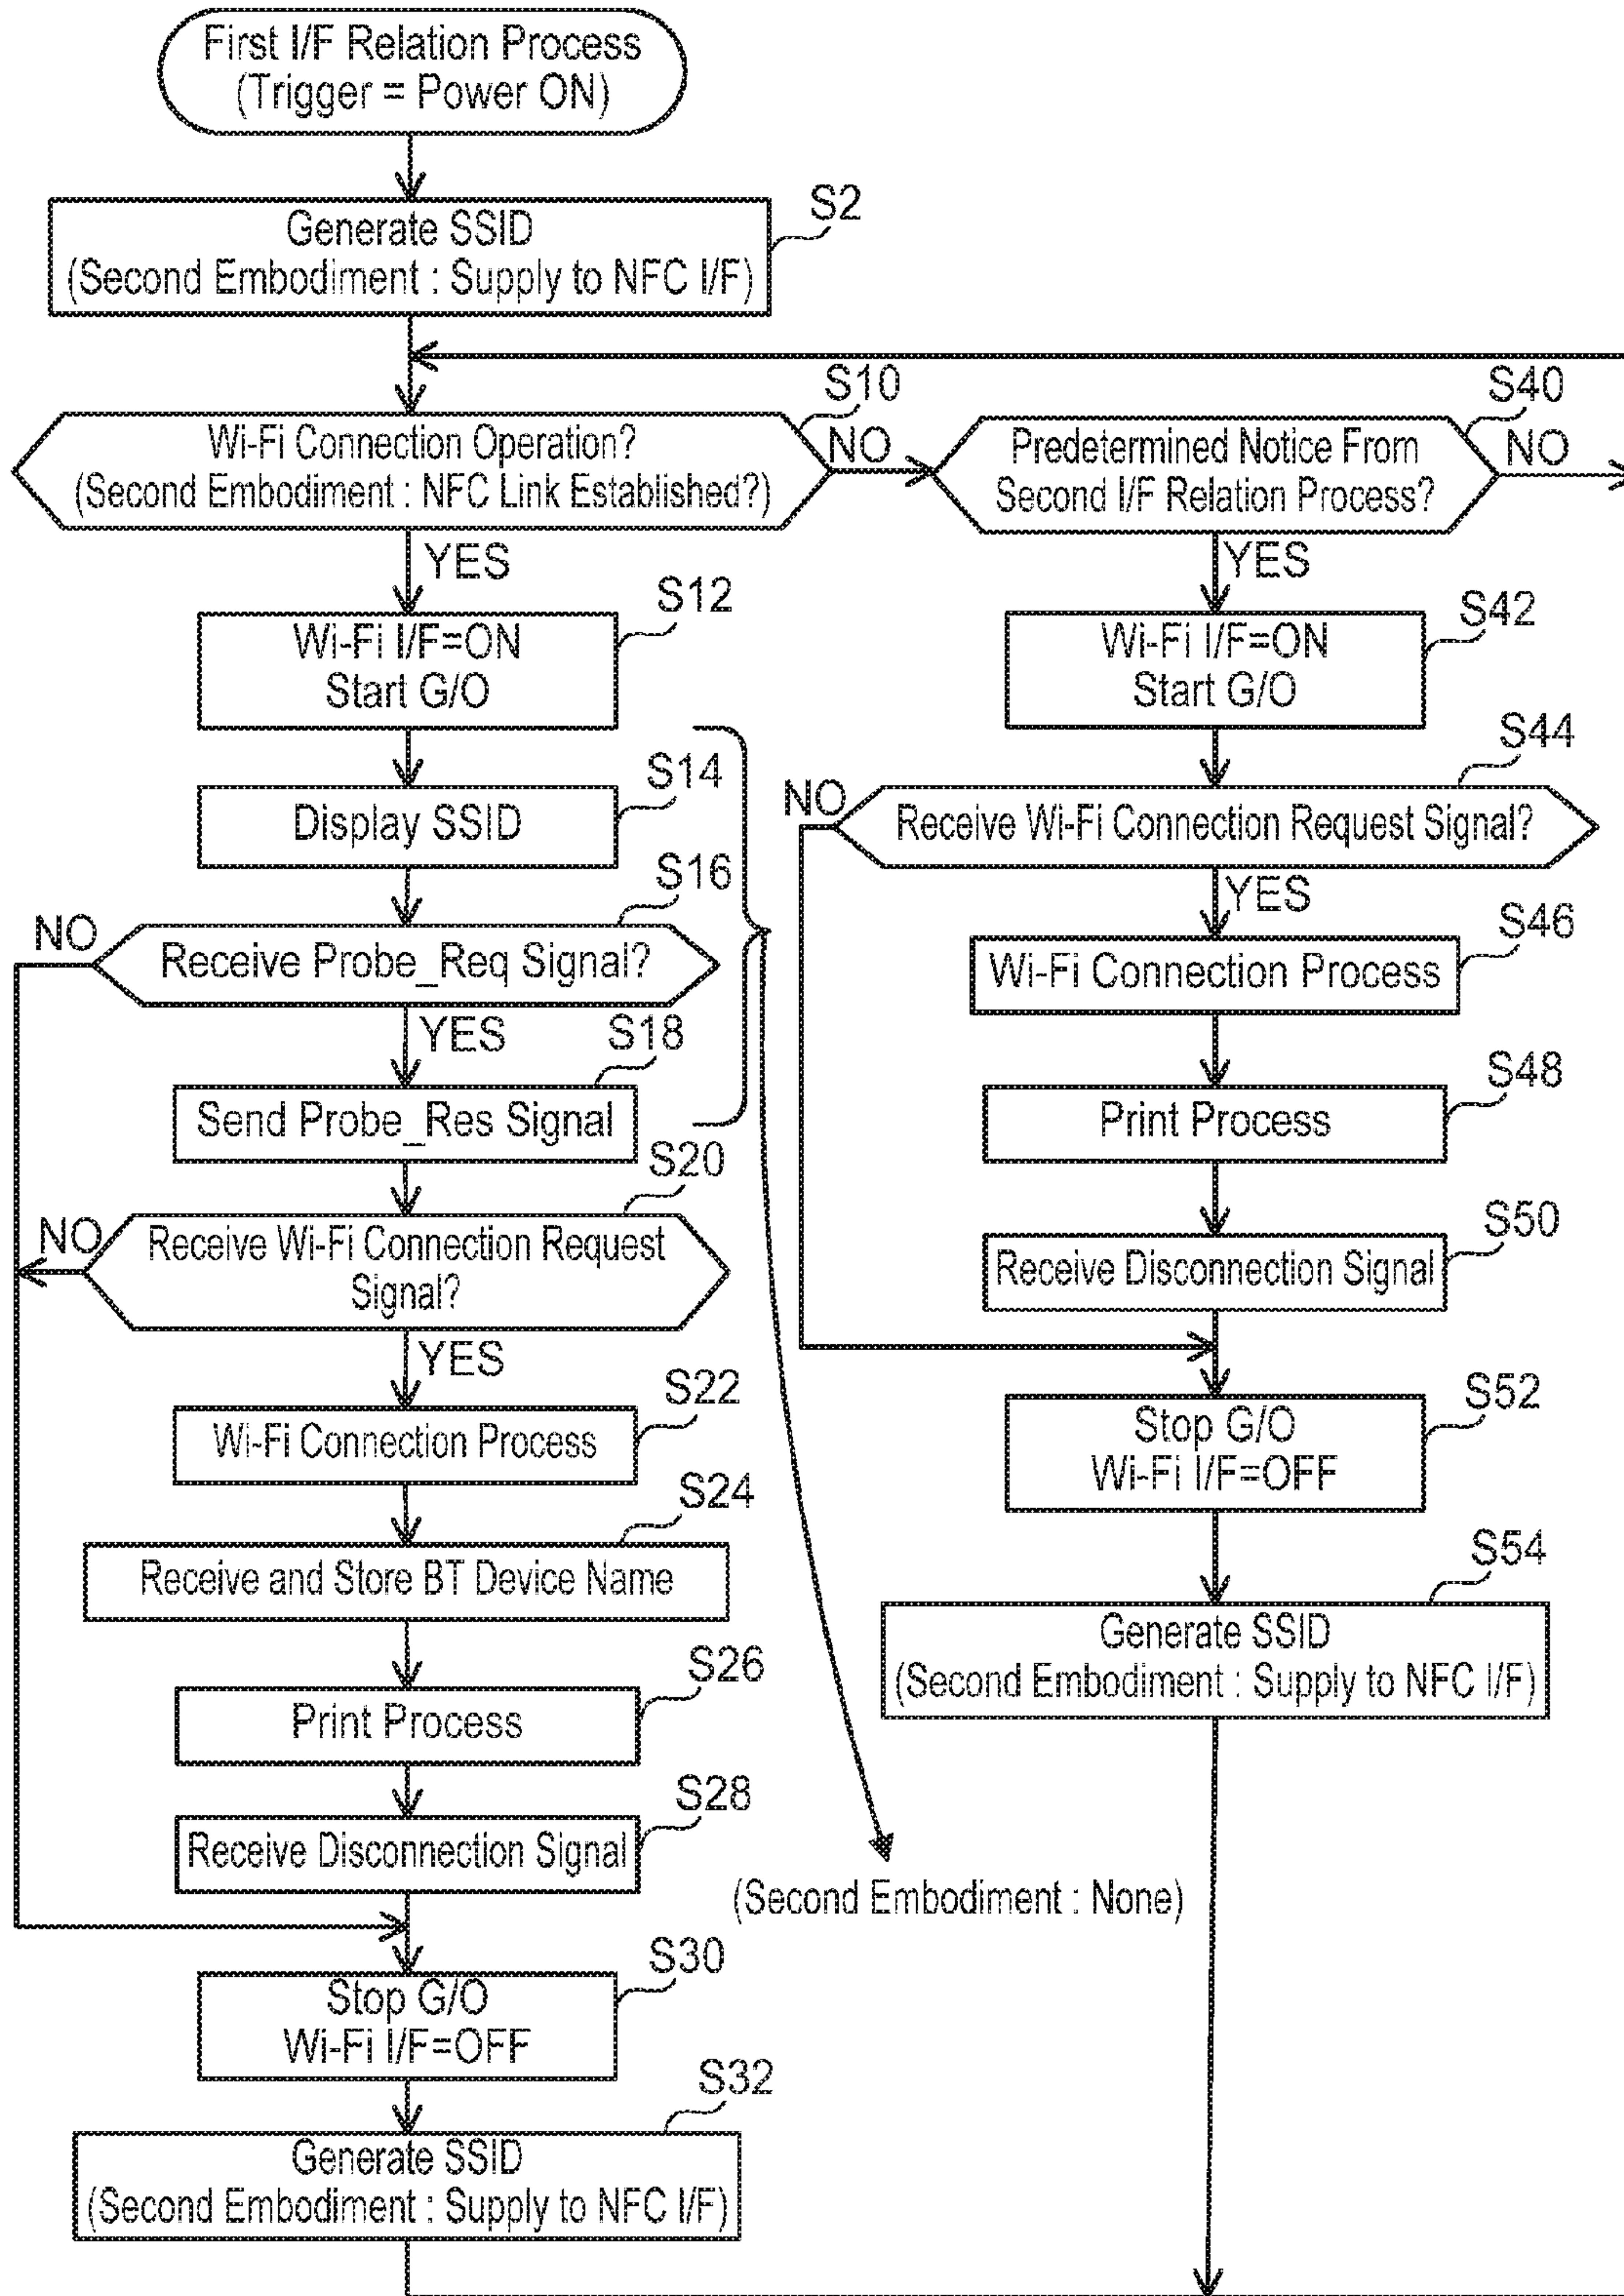 First I/F Relation Process
(Trigger = Power ON)
S2
Generate SSID
(Second Embodiment : Supply to NFC I/F)
S10
Wi-Fi Connection Operation?
(Second Embodiment : NFC Link Established?)
NO
YES
S12
Wi-Fi I/F=ON
Start G/O
S14
Display SSID
S16
NO
Receive Probe_Req Signal?
YES
S18
Send Probe_Res Signal
S20
NO
Receive Wi-Fi Connection Request
Signal?
YES
S22
Wi-Fi Connection Process
S24
Receive and Store BT Device Name
S26
Print Process
S28
Receive Disconnection Signal
S30
Stop G/O
Wi-Fi I/F=OFF
S32
Generate SSID
(Second Embodiment : Supply to NFC I/F)
S40
Predetermined Notice From
Second I/F Relation Process?
NO
YES
S42
Wi-Fi I/F=ON
Start G/O
S44
NO
Receive Wi-Fi Connection Request Signal?
YES
S46
Wi-Fi Connection Process
S48
Print Process
S50
Receive Disconnection Signal
S52
Stop G/O
Wi-Fi I/F=OFF
S54
Generate SSID
(Second Embodiment : Supply to NFC I/F)
(Second Embodiment : None)